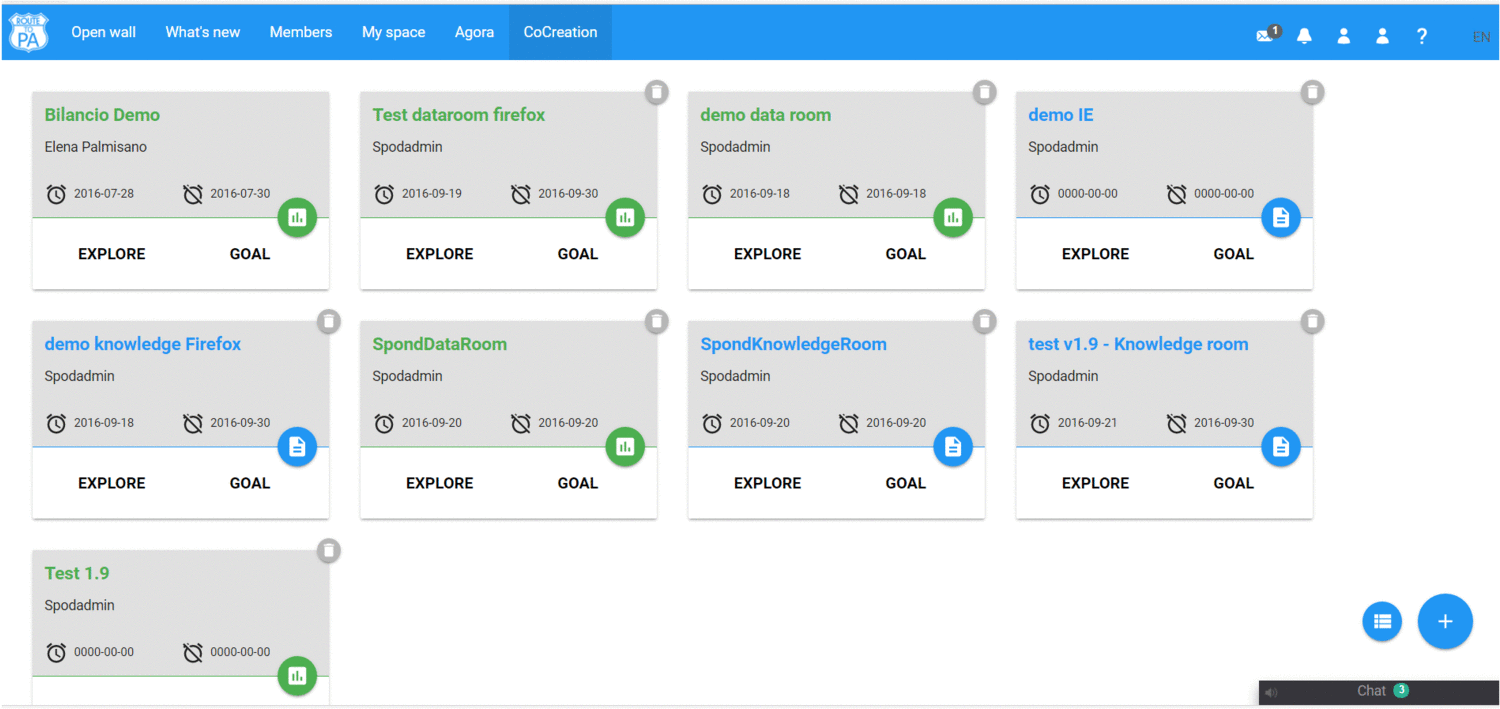 ROUTE TO PA Open wall What's new Members My space Agora CoCreation 1 ? EN
Bilancio Demo
Elena Palmisano
2016-07-28 2016-07-30
EXPLORE GOAL
Test dataroom firefox
Spodadmin
2016-09-19 2016-09-30
EXPLORE GOAL
demo data room
Spodadmin
2016-09-18 2016-09-18
EXPLORE GOAL
demo IE
Spodadmin
0000-00-00 0000-00-00
EXPLORE GOAL
demo knowledge Firefox
Spodadmin
2016-09-18 2016-09-30
EXPLORE GOAL
SpondDataRoom
Spodadmin
2016-09-20 2016-09-20
EXPLORE GOAL
SpondKnowledgeRoom
Spodadmin
2016-09-20 2016-09-20
EXPLORE GOAL
test v1.9 - Knowledge room
Spodadmin
2016-09-21 2016-09-30
EXPLORE GOAL
Test 1.9
Spodadmin
0000-00-00 0000-00-00
+
Chat 3